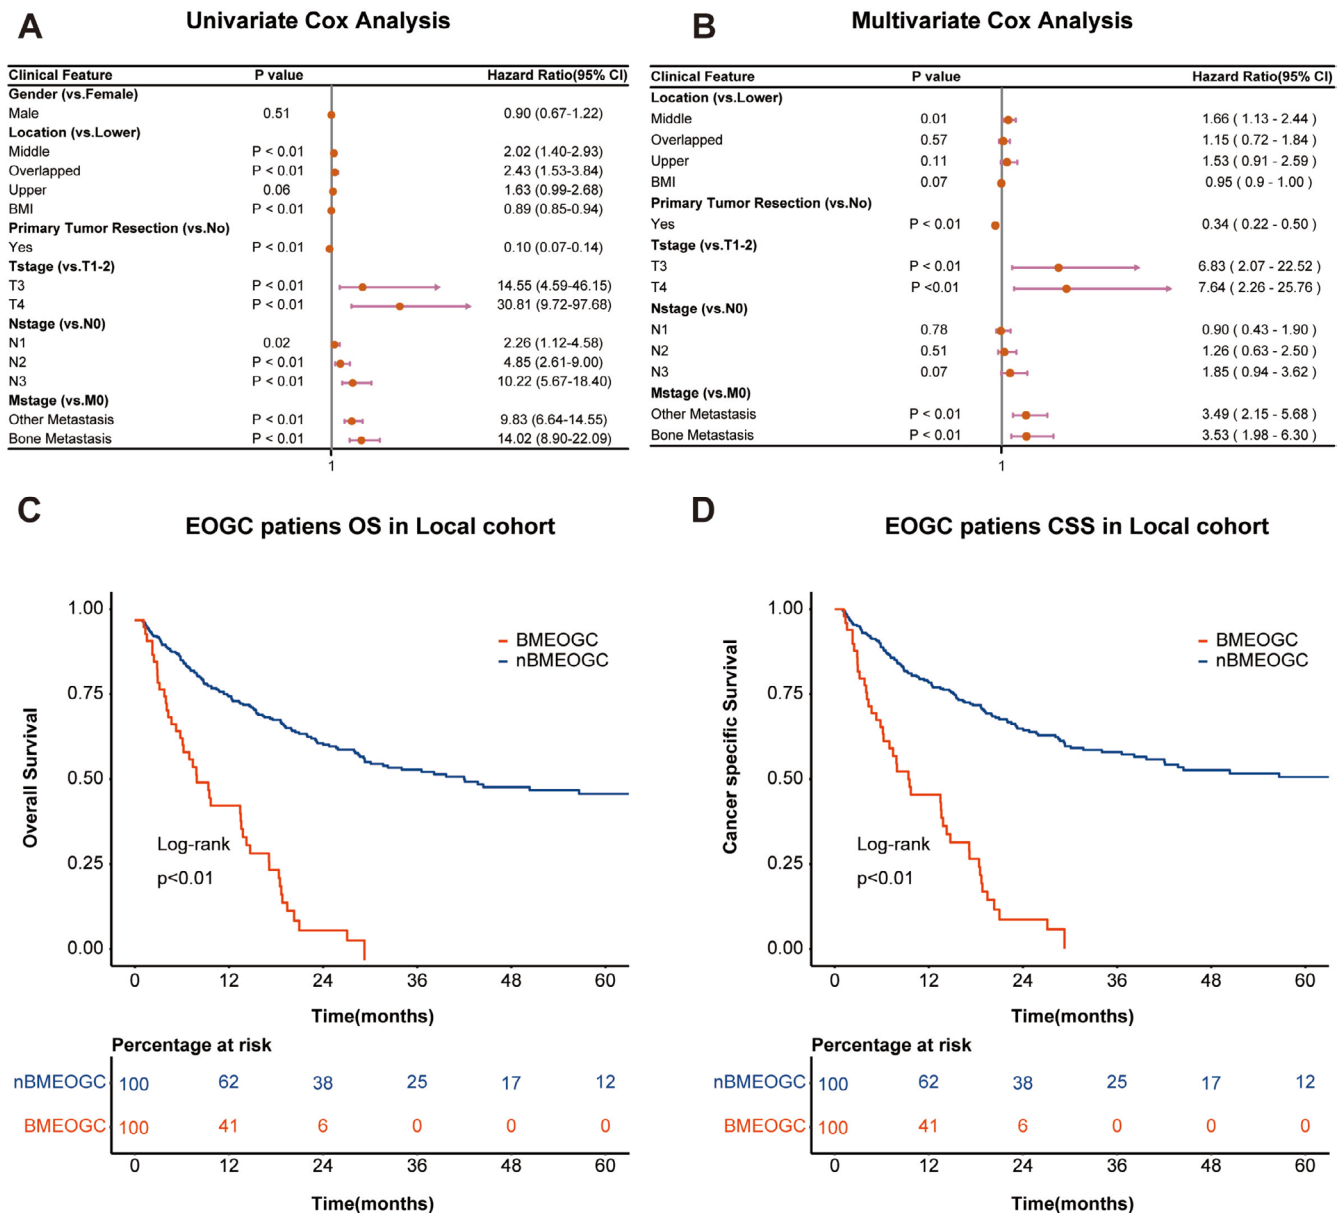 A
Univariate Cox Analysis
Clinical Feature P value Hazard Ratio(95% CI)
Gender (vs.Female)
Male 0.51 0.90 (0.67-1.22)
Location (vs.Lower)
Middle P < 0.01 2.02 (1.40-2.93)
Overlapped P < 0.01 2.43 (1.53-3.84)
Upper 0.06 1.63 (0.99-2.68)
BMI P < 0.01 0.89 (0.85-0.94)
Primary Tumor Resection (vs.No)
Yes P < 0.01 0.10 (0.07-0.14)
Tstage (vs.T1-2)
T3 P < 0.01 14.55 (4.59-46.15)
T4 P < 0.01 30.81 (9.72-97.68)
Nstage (vs.N0)
N1 0.02 2.26 (1.12-4.58)
N2 P < 0.01 4.85 (2.61-9.00)
N3 P < 0.01 10.22 (5.67-18.40)
Mstage (vs.M0)
Other Metastasis P < 0.01 9.83 (6.64-14.55)
Bone Metastasis P < 0.01 14.02 (8.90-22.09)
1
B
Multivariate Cox Analysis
Clinical Feature P value Hazard Ratio(95% CI)
Location (vs.Lower)
Middle 0.01 1.66 ( 1.13 - 2.44 )
Overlapped 0.57 1.15 ( 0.72 - 1.84 )
Upper 0.11 1.53 ( 0.91 - 2.59 )
BMI 0.07 0.95 ( 0.9 - 1.00 )
Primary Tumor Resection (vs.No)
Yes P < 0.01 0.34 ( 0.22 - 0.50 )
Tstage (vs.T1-2)
T3 P < 0.01 6.83 ( 2.07 - 22.52 )
T4 P <0.01 7.64 ( 2.26 - 25.76 )
Nstage (vs.N0)
N1 0.78 0.90 ( 0.43 - 1.90 )
N2 0.51 1.26 ( 0.63 - 2.50 )
N3 0.07 1.85 ( 0.94 - 3.62 )
Mstage (vs.M0)
Other Metastasis P < 0.01 3.49 ( 2.15 - 5.68 )
Bone Metastasis P < 0.01 3.53 ( 1.98 - 6.30 )
1
C
EOGC patiens OS in Local cohort
Overall Survival
1.00
0.75
0.50
0.25
0.00
BMEOGC
nBMEOGC
Log-rank
p<0.01
0 12 24 36 48 60
Time(months)
Percentage at risk
nBMEOGC 100 62 38 25 17 12
BMEOGC 100 41 6 0 0 0
0 12 24 36 48 60
Time(months)
D
EOGC patiens CSS in Local cohort
Cancer specific Survival
1.00
0.75
0.50
0.25
0.00
BMEOGC
nBMEOGC
Log-rank
p<0.01
0 12 24 36 48 60
Time(months)
Percentage at risk
nBMEOGC 100 62 38 25 17 12
BMEOGC 100 41 6 0 0 0
0 12 24 36 48 60
Time(months)